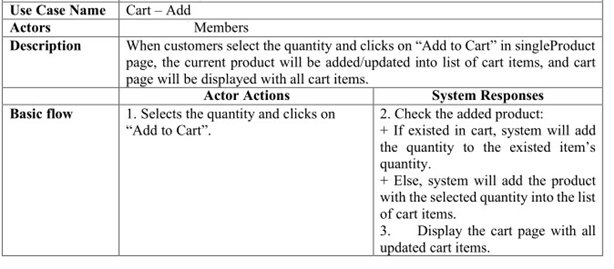 Use Case Name Cart – Add
Actors Members
Description When customers select the quantity and clicks on “Add to Cart” in singleProduct
page, the current product will be added/updated into list of cart items, and cart
page will be displayed with all cart items.
Actor Actions System Responses
Basic flow 1. Selects the quantity and clicks on
“Add to Cart”.
2. Check the added product:
+ If existed in cart, system will add
the quantity to the existed item’s
quantity.
+ Else, system will add the product
with the selected quantity into the list
of cart items.
3. Display the cart page with all
updated cart items.